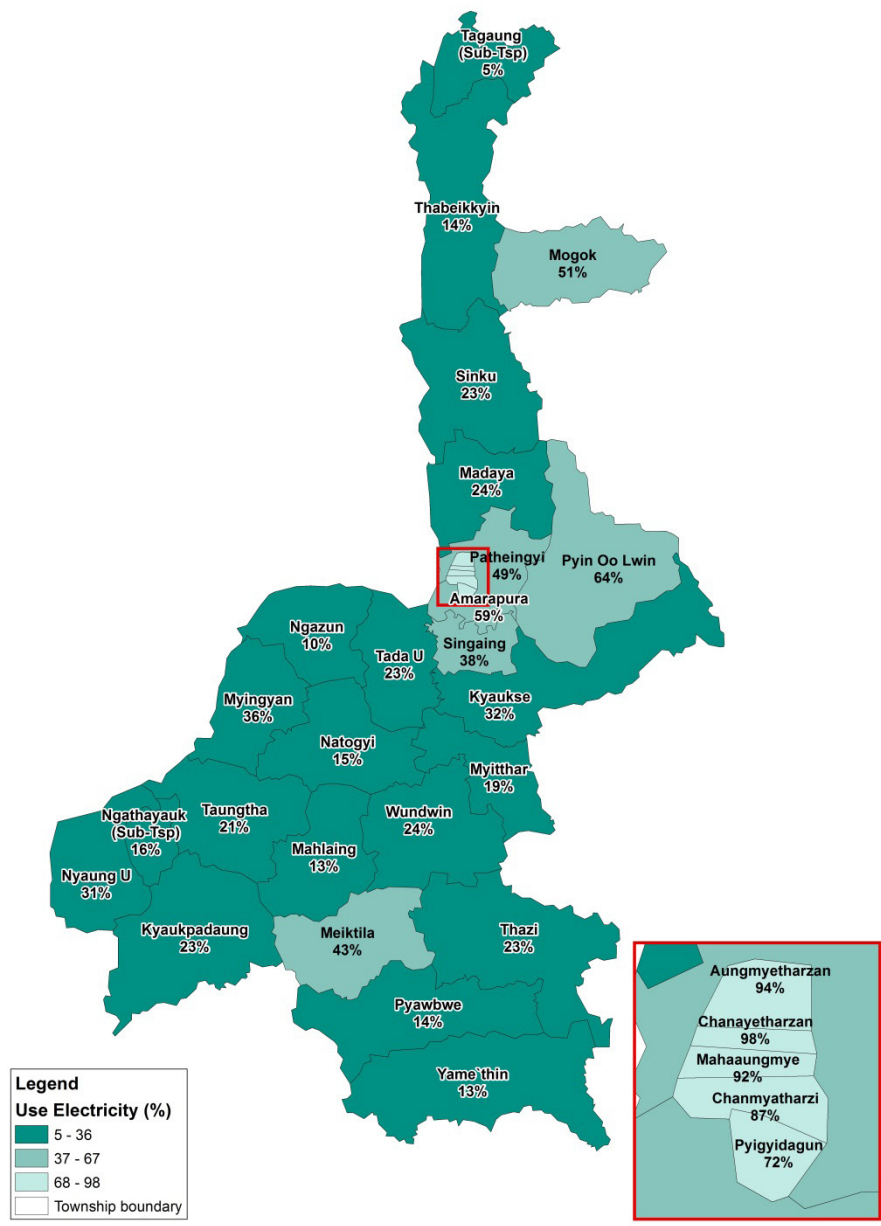 Tagaung
(Sub-Tsp)
5%
Thabeikkyin
14%
Mogok
51%
Sinku
23%
Madaya
24%
Patheingyi
49%
Pyin Oo Lwin
64%
Amarapura
59%
Ngazun
10%
Tada U
23%
Singaing
38%
Myingyan
36%
Kyaukse
32%
Natogyi
15%
Myitthar
19%
Ngathayauk
(Sub-Tsp)
16%
Taungtha
21%
Wundwin
24%
Mahlaing
13%
Nyaung U
31%
Kyaukpadaung
23%
Meiktila
43%
Thazi
23%
Pyawbwe
14%
Yame`thin
13%
Aungmyetharzan
94%
Chanayetharzan
98%
Mahaaungmye
92%
Chanmyatharzi
87%
Pyigyidagun
72%
Legend
Use Electricity (%)
5 - 36
37 - 67
68 - 98
Township boundary